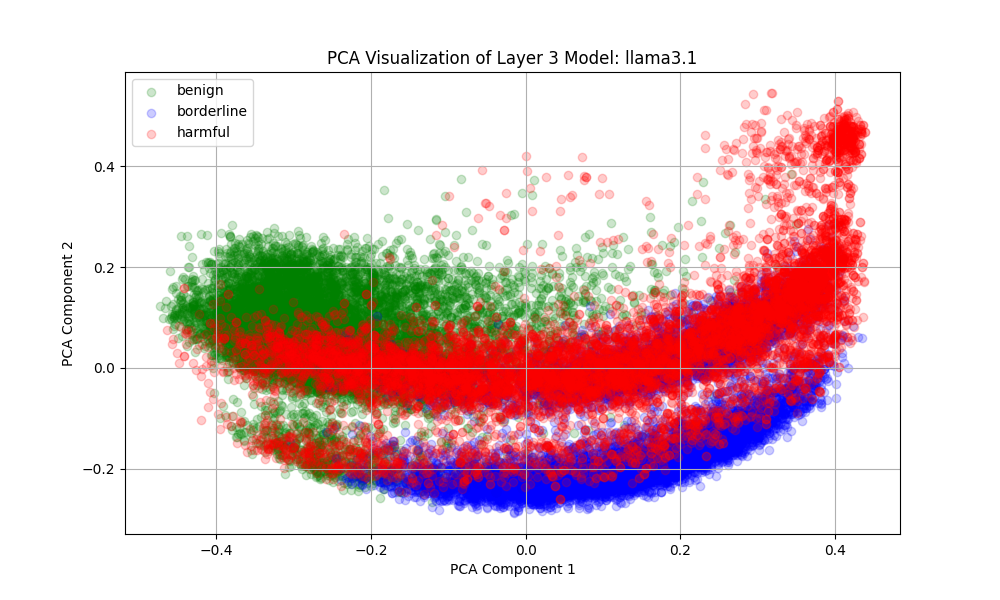 PCA Visualization of Layer 3 Model: llama3.1
benign
borderline
harmful
0.4
0.2
0.0
−0.2
PCA Component 2
−0.4
−0.2
0.0
0.2
0.4
PCA Component 1